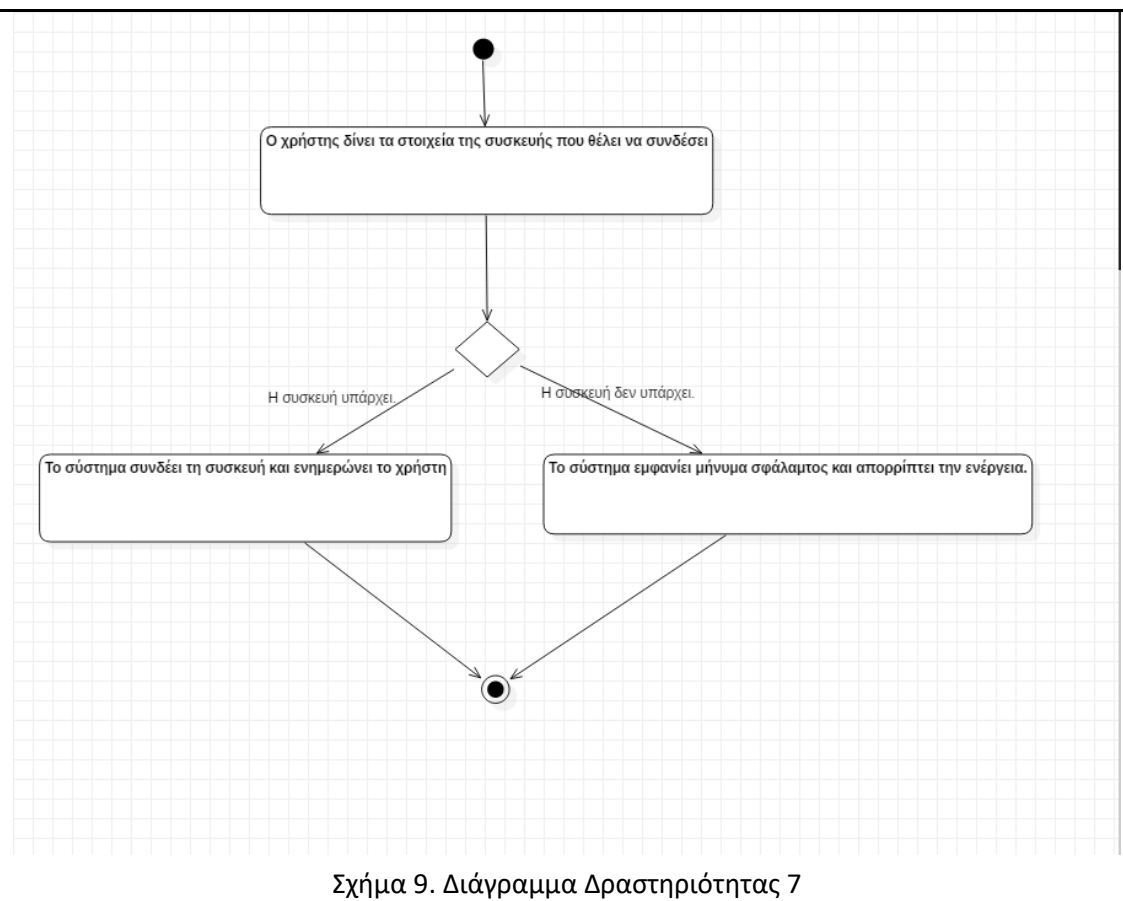 Ο χρήστης δίνει τα στοιχεία της συσκευής που θέλει να συνδέσει
Η συσκευή υπάρχει.
Η συσκευή δεν υπάρχει.
Το σύστημα συνδέει τη συσκευή και ενημερώνει το χρήστη
Το σύστημα εμφανίει μήνυμα σφάλαμτος και απορρίπτει την ενέργεια.
Σχήμα 9. Διάγραμμα Δραστηριότητας 7